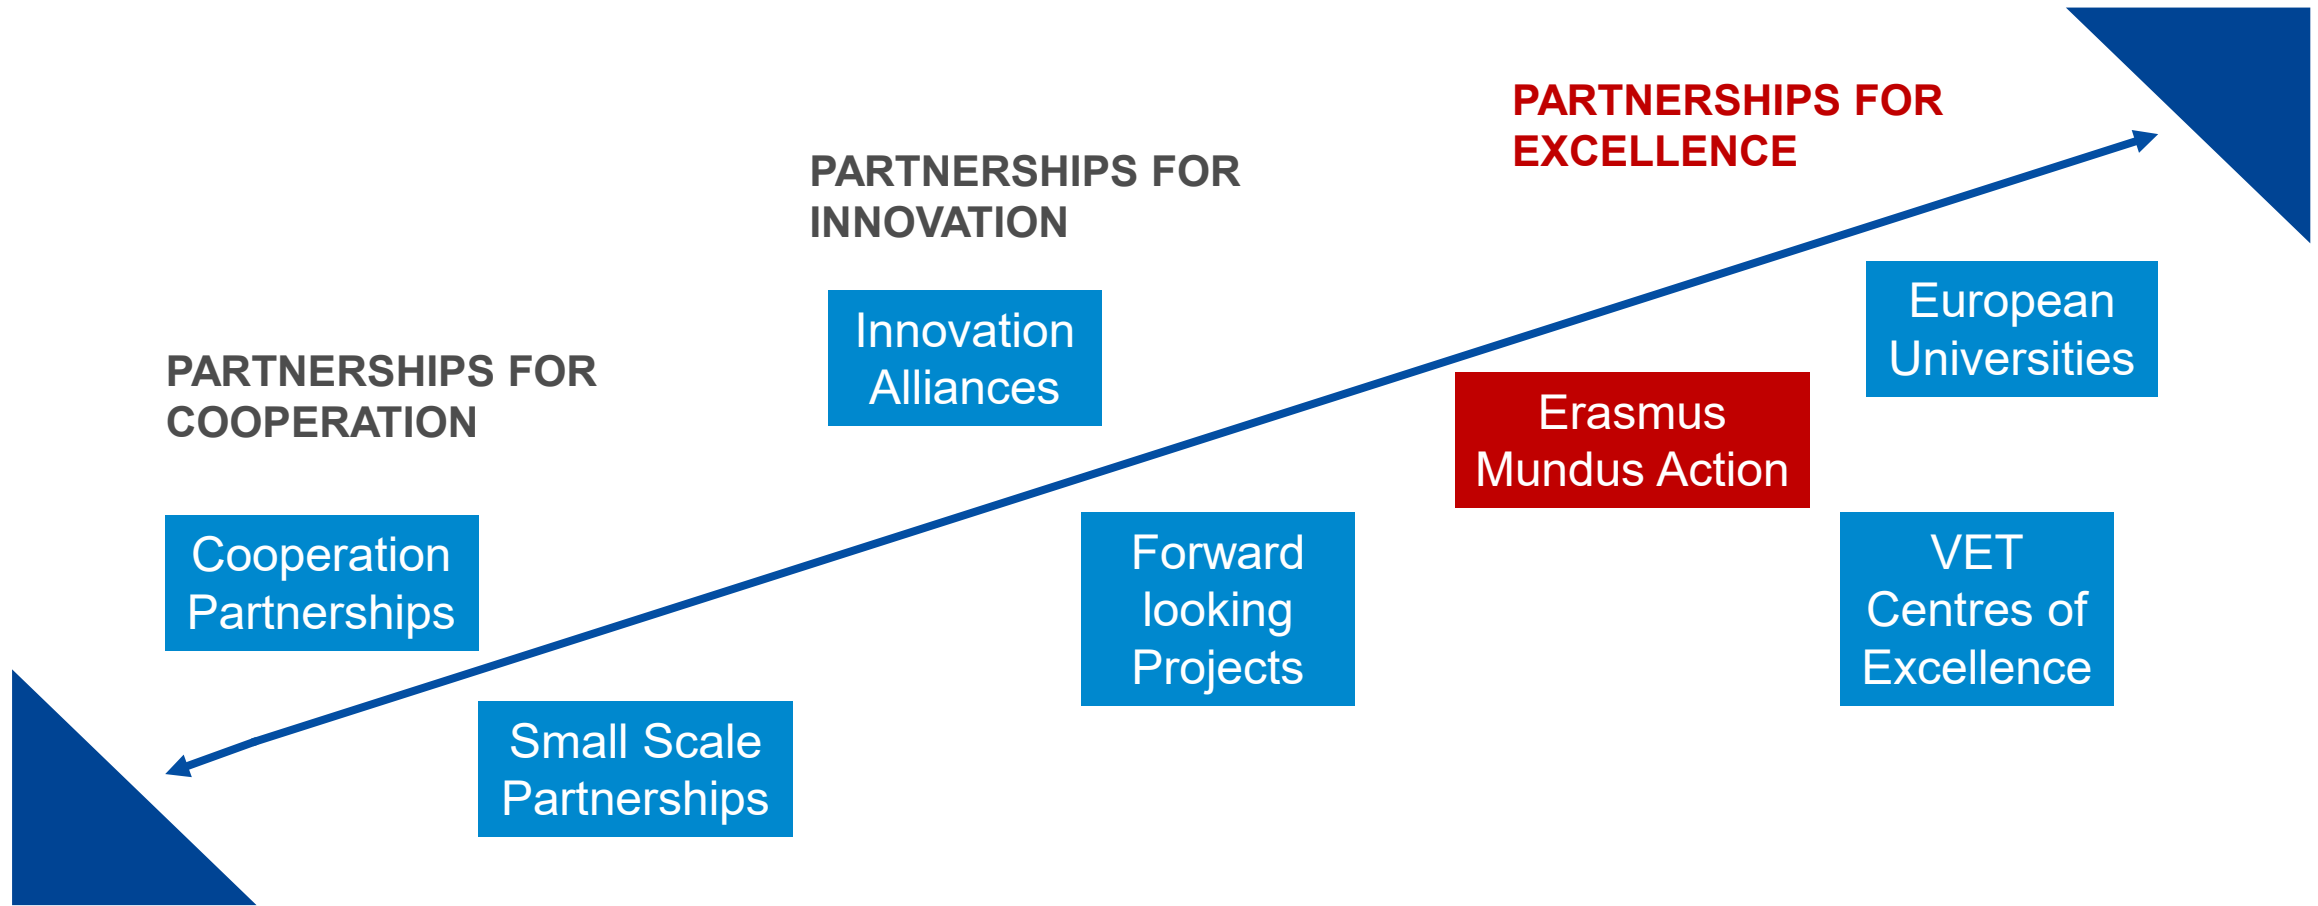 PARTNERSHIPS FOR
EXCELLENCE
PARTNERSHIPS FOR
INNOVATION
PARTNERSHIPS FOR
COOPERATION
European
Universities
Innovation
Alliances
Erasmus
Mundus Action
Cooperation
Partnerships
Forward
looking
Projects
VET
Centres of
Excellence
Small Scale
Partnerships